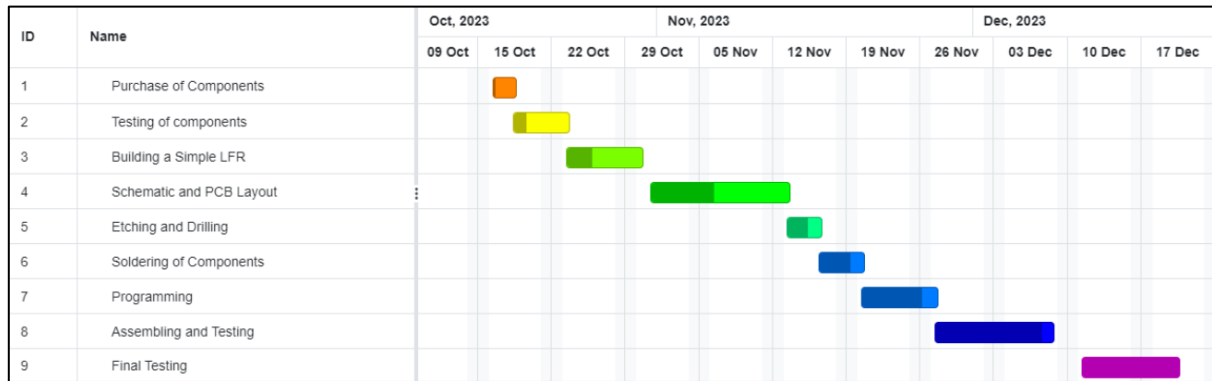 ID Name Oct, 2023 Nov, 2023 Dec, 2023
09 Oct 15 Oct 22 Oct 29 Oct 05 Nov 12 Nov 19 Nov 26 Nov 03 Dec 10 Dec 17 Dec
1 Purchase of Components
2 Testing of components
3 Building a Simple LFR
4 Schematic and PCB Layout
5 Etching and Drilling
6 Soldering of Components
7 Programming
8 Assembling and Testing
9 Final Testing